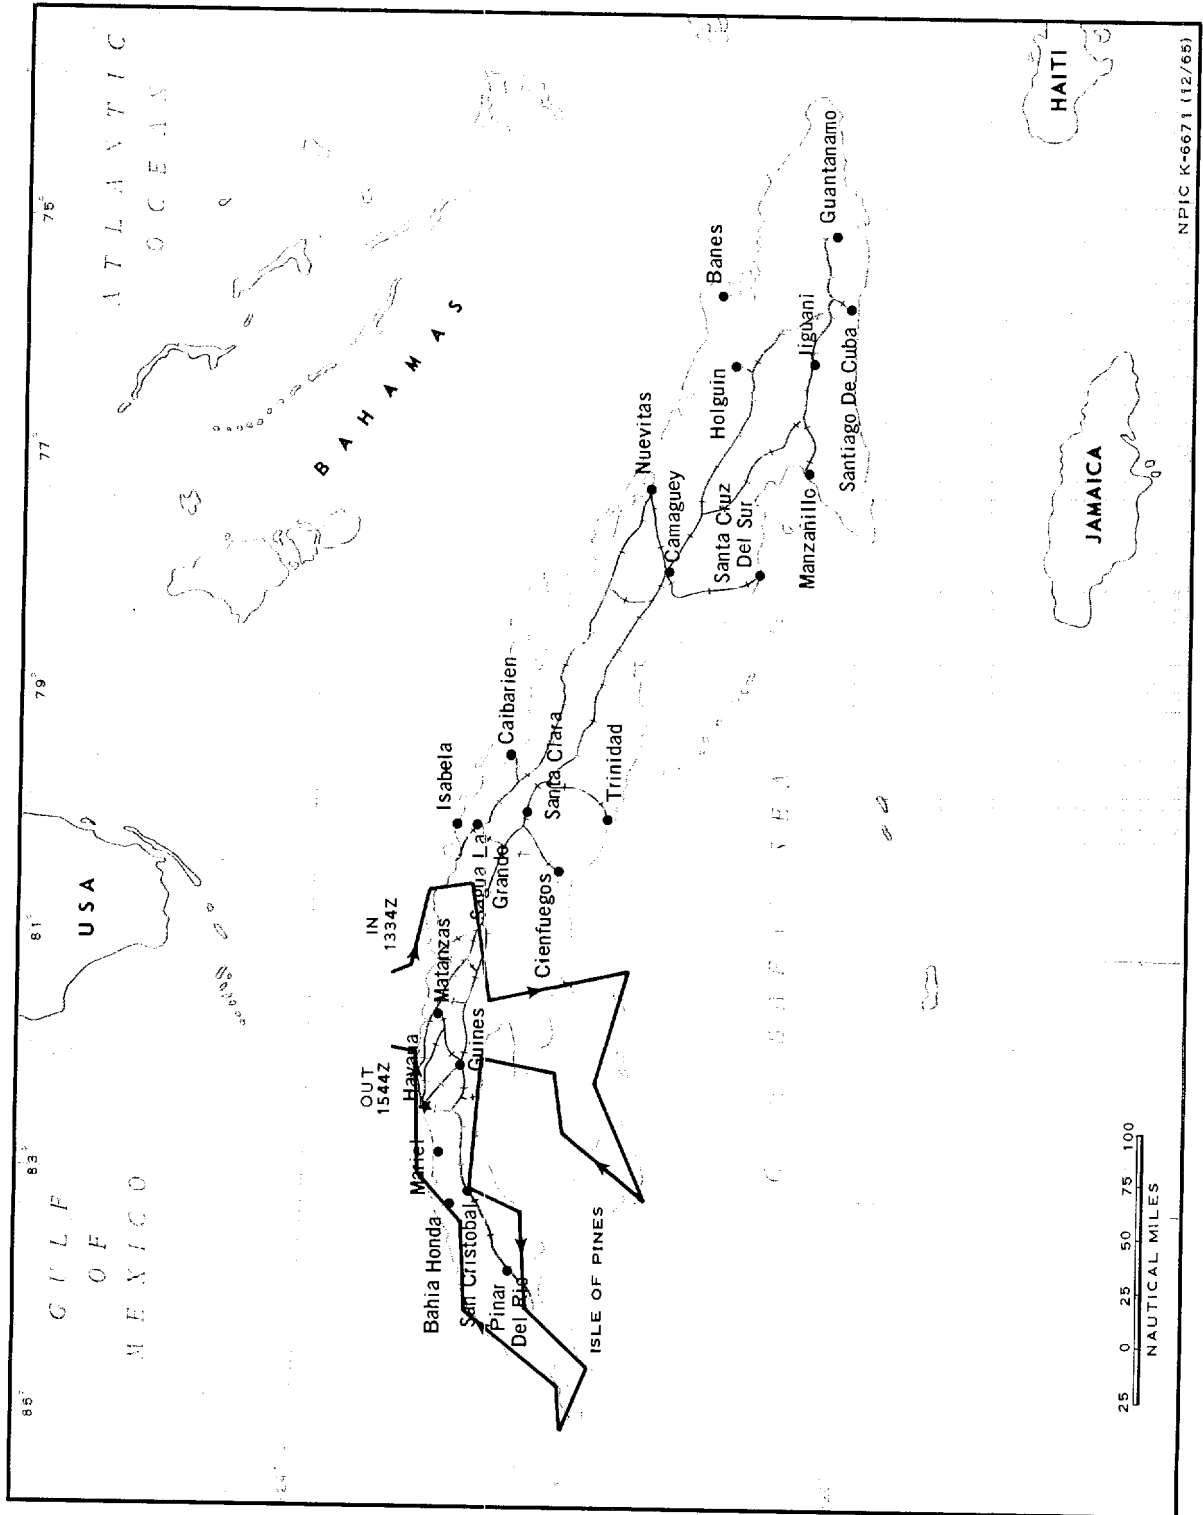 85°
83°
81°
79°
77°
75°
GULF
OF
MEXICO
USA
ATLANTIC
OCEAN
BAHAMAS
OUT
1544Z
IN
1334Z
Havana
Mariel
Bahia Honda
San Cristobal
Pinar
Del Rio
Matanzas
Guines
Isabela
Sagua La
Grande
Caibarien
Santa Clara
Cienfuegos
Trinidad
Nuevitas
Camaguey
Santa Cruz
Del Sur
Holguin
Banes
Manzanillo
Jiguani
Santiago De Cuba
Guantanamo
ISLE OF PINES
SEA
JAMAICA
HAITI
25 0 25 50 75 100
NAUTICAL MILES
NPIC K-6671 (12/65)